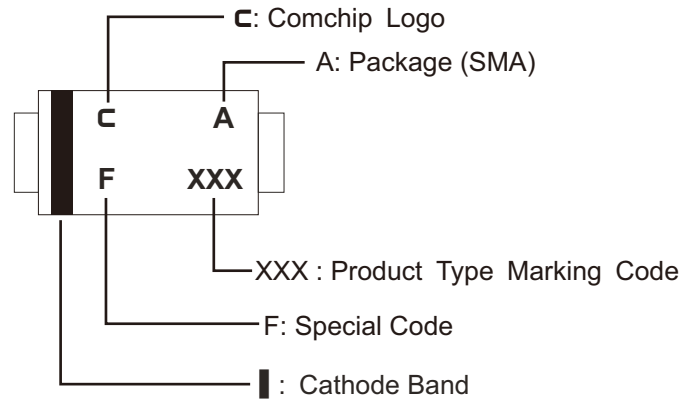 C: Comchip Logo
A: Package (SMA)
C A
F XXX
XXX : Product Type Marking Code
F: Special Code
: Cathode Band